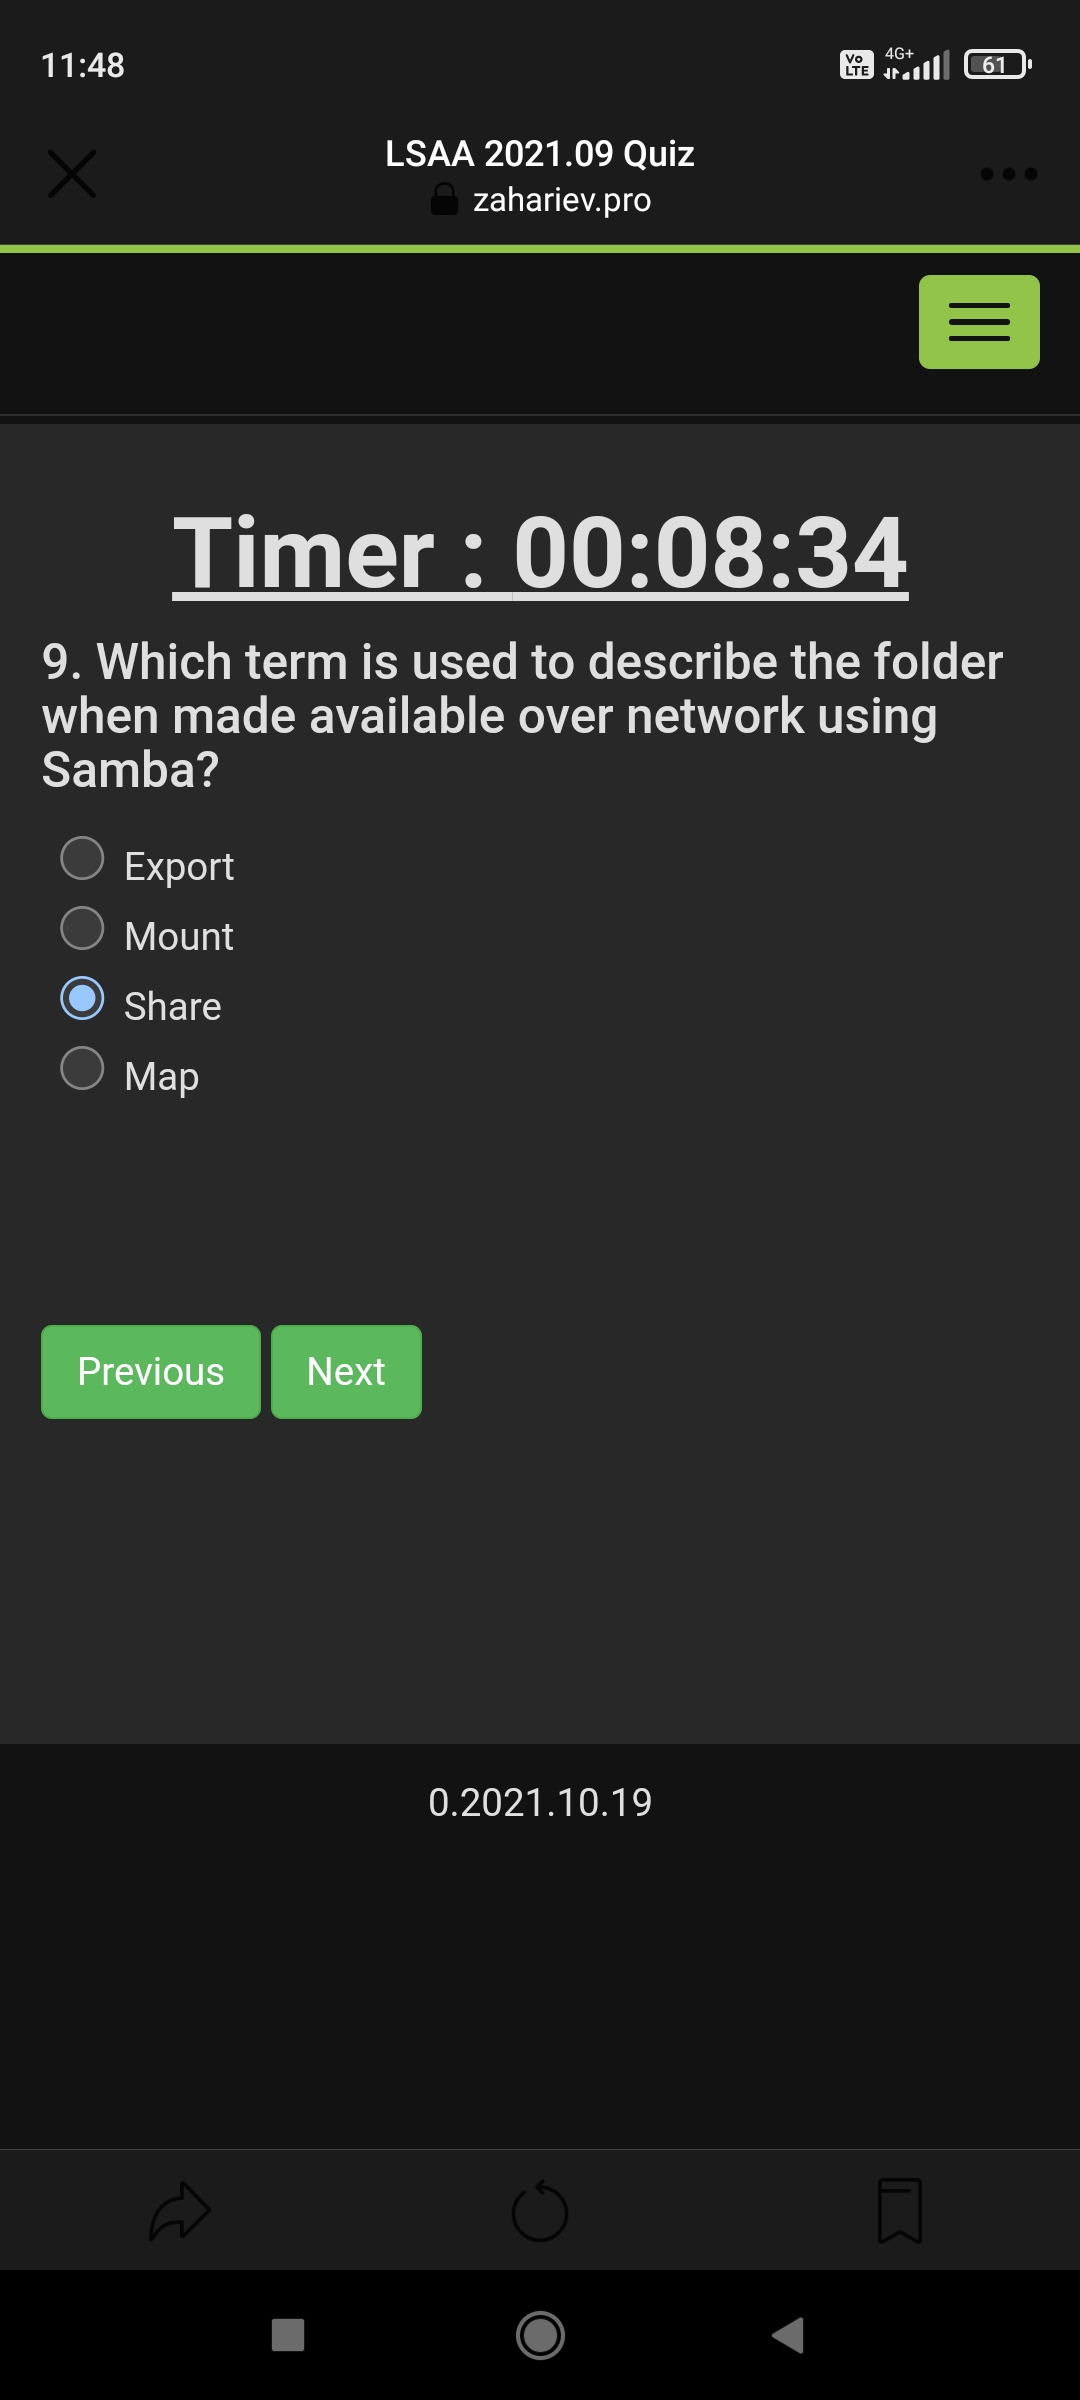 11:48
Vo LTE
4G+
61
LSAA 2021.09 Quiz
zahariev.pro
Timer : 00:08:34
9. Which term is used to describe the folder
when made available over network using
Samba?
Export
Mount
Share
Map
Previous
Next
0.2021.10.19